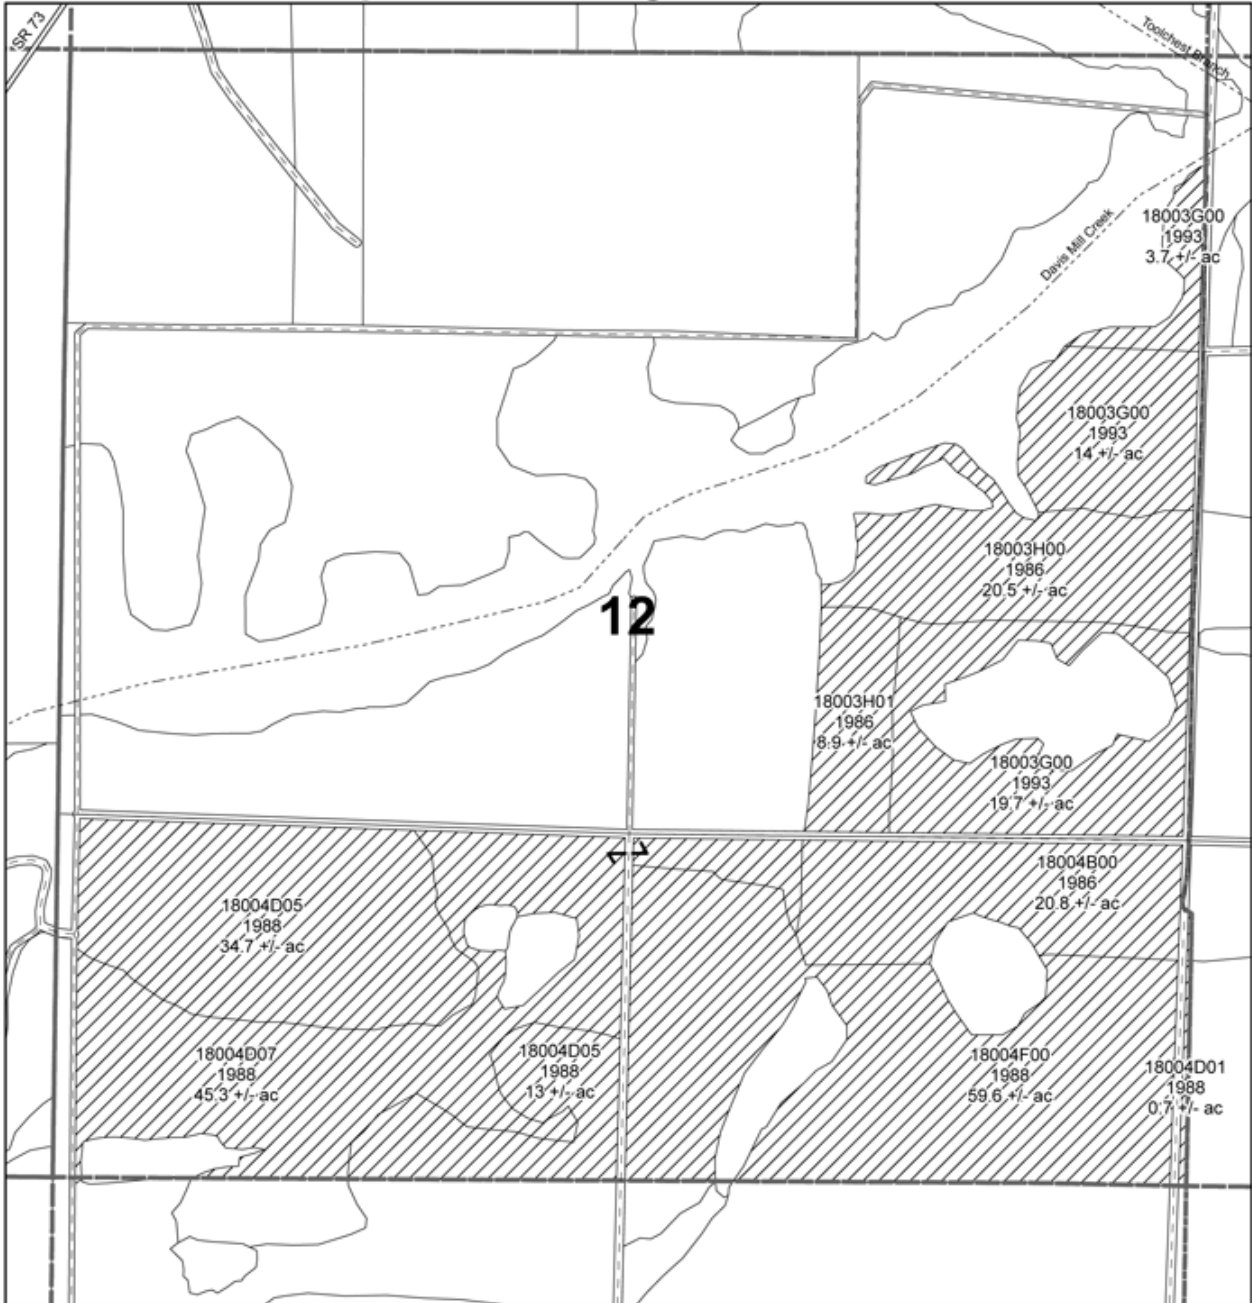 SR 73
Toolchest Branch
Davis Mill Creek
18003G00
1993
3.7 +/- ac
18003G00
1993
14 +/- ac
18003H00
1986
20.5 +/- ac
12
18003H01
1986
8.9 +/- ac
18003G00
1993
19.7 +/- ac
1
18004B00
1986
20.8 +/- ac
18004D05
1988
34.7 +/- ac
18004D07
1988
45.3 +/- ac
18004D05
1988
13 +/- ac
18004F00
1988
59.6 +/- ac
18004D01
1988
0.7 +/- ac